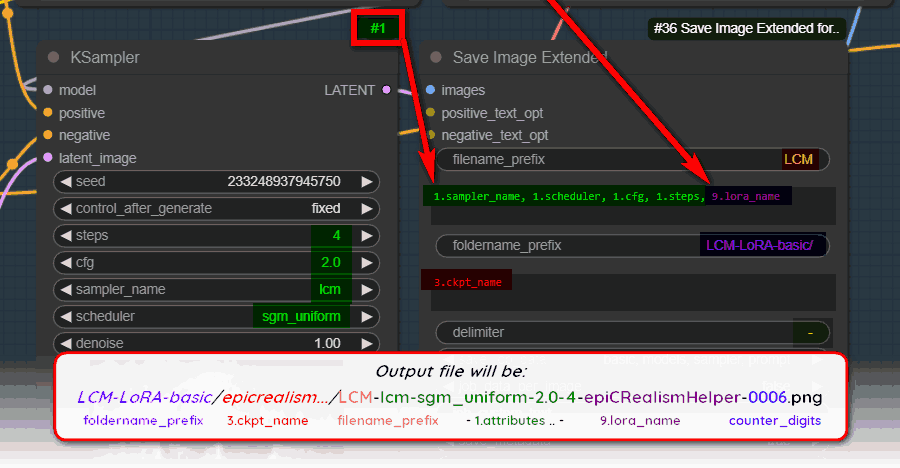 #1
#36 Save Image Extended for..
KSampler
Save Image Extended
model
LATENT
images
positive
positive_text_opt
negative
negative_text_opt
latent_image
filename_prefix
LCM
seed
233248937945750
1.sampler_name, 1.scheduler, 1.cfg, 1.steps, 9.lora_name
control_after_generate
fixed
steps
4
foldername_prefix
LCM-LoRA-basic/
cfg
2.0
sampler_name
lcm
3.ckpt_name
scheduler
sgm_uniform
delimiter
-
denoise
1.00
Output file will be:
LCM-LoRA-basic/epicrealism.../LCM-lcm-sgm_uniform-2.0-4-epiCRealismHelper-0006.png
foldername_prefix 3.ckpt_name filename_prefix - 1.attributes .. - 9.lora_name counter_digits